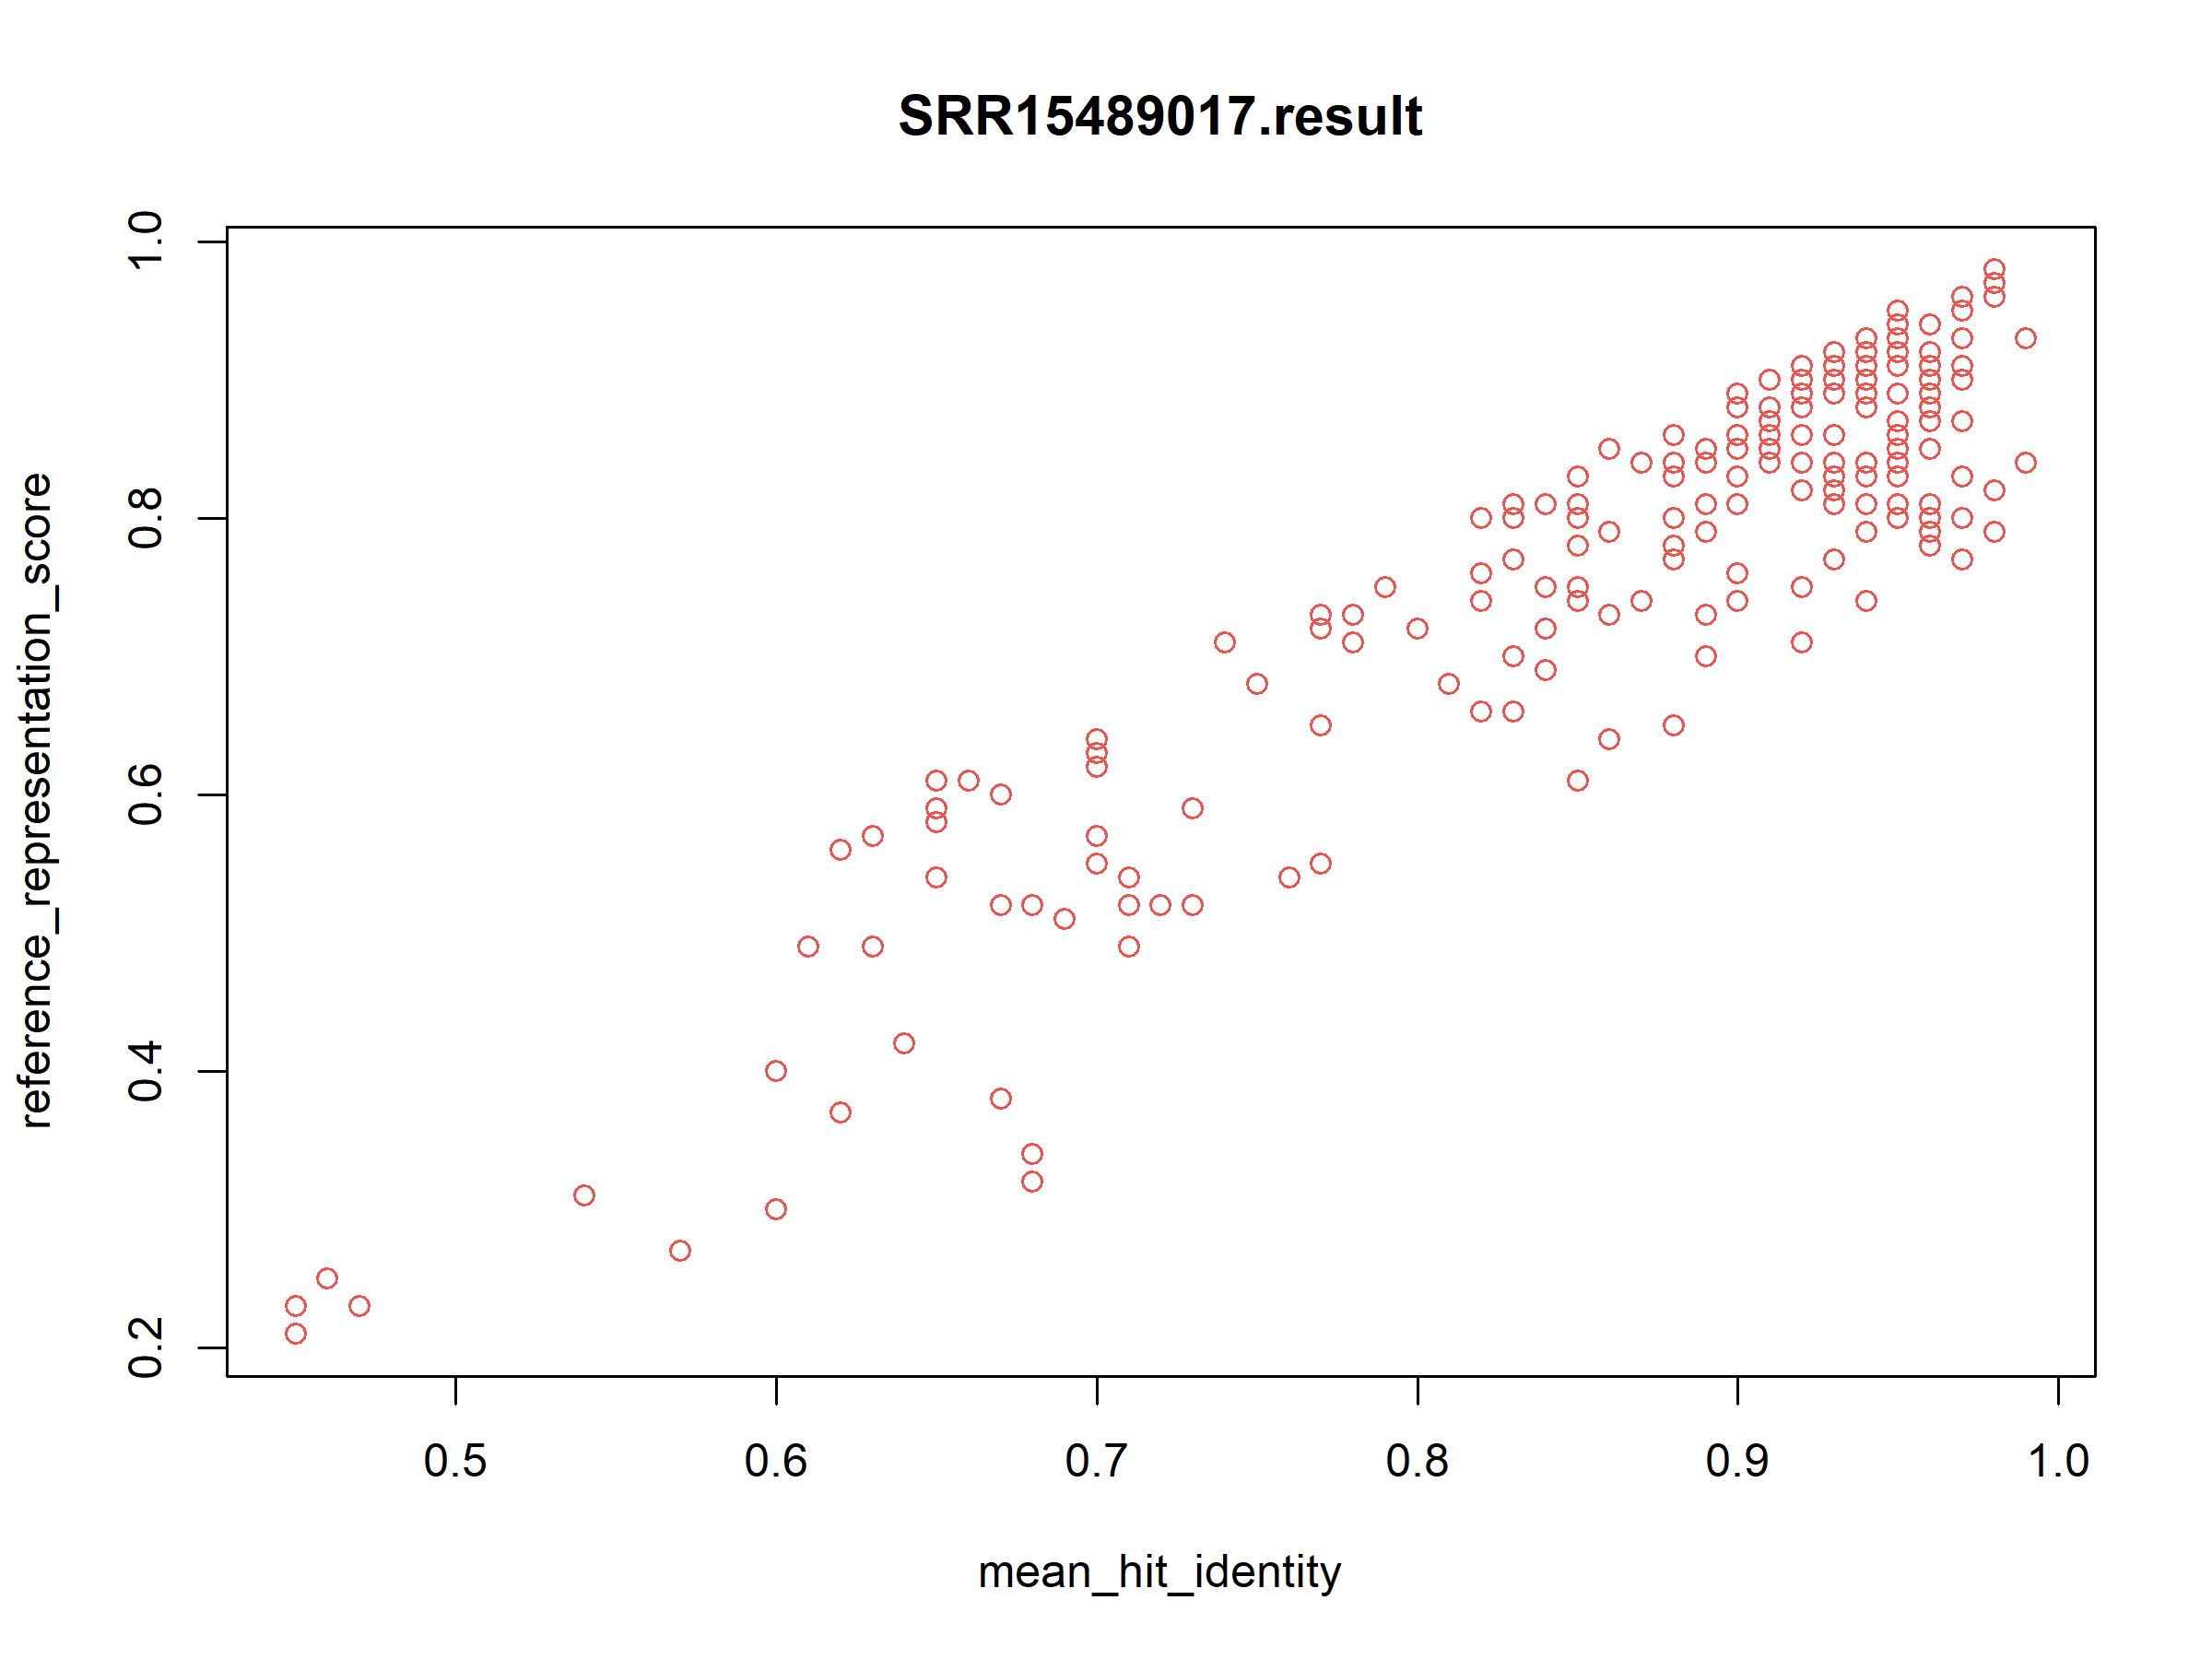 SRR15489017.result
reference_representation_score
1.0
0.8
0.6
0.4
0.2
0.5 0.6 0.7 0.8 0.9 1.0
mean_hit_identity